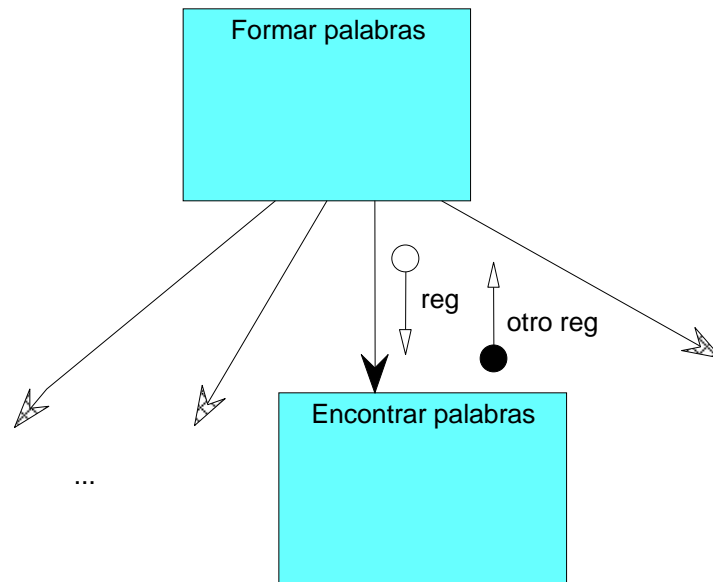 Formar palabras
reg
otro reg
Encontrar palabras
...